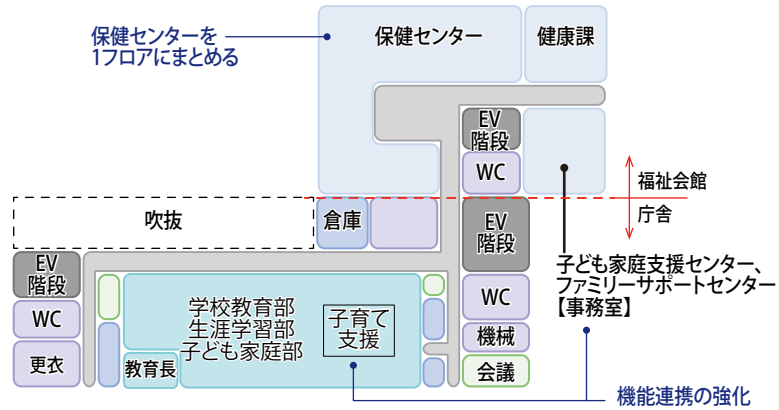 保健センターを
1フロアにまとめる
保健センター
健康課
EV
階段
WC
福祉会館
庁舎
吹抜
倉庫
EV
階段
EV
階段
子ども家庭支援センター、
ファミリーサポートセンター
【事務室】
WC
WC
学校教育部
生涯学習部
子ども家庭部
子育て
支援
機械
更衣
教育長
会議
機能連携の強化